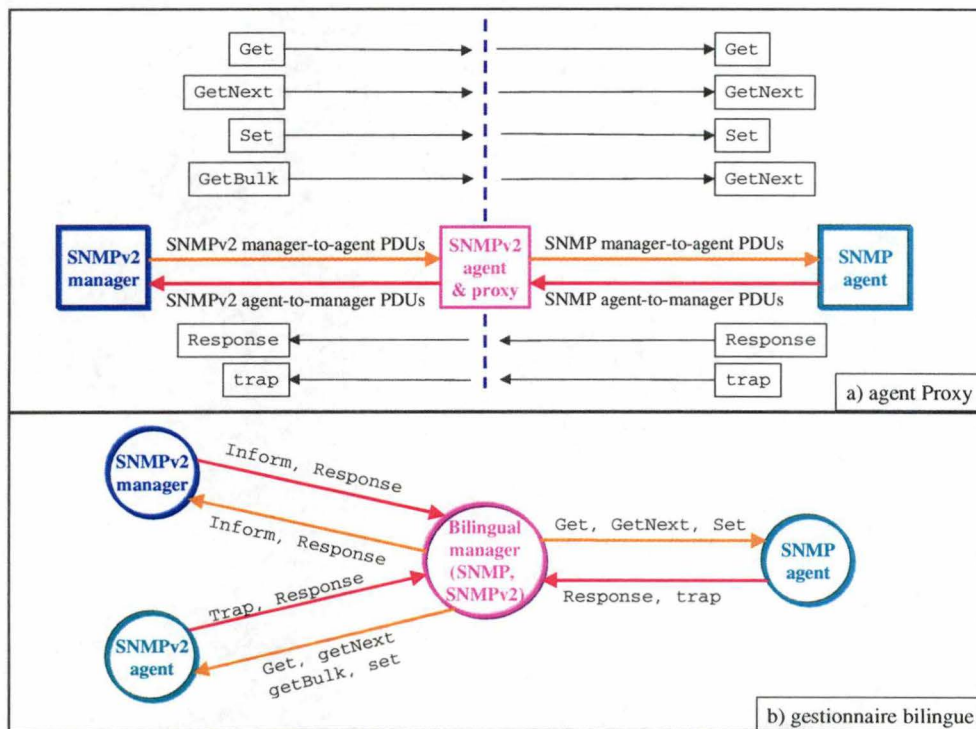 Get
Get
GetNext
GetNext
Set
Set
GetBulk
GetNext
SNMPv2
manager
SNMPv2 manager-to-agent PDUs
SNMPv2 agent-to-manager PDUs
SNMPv2
agent
& proxy
SNMP manager-to-agent PDUs
SNMP agent-to-manager PDUs
SNMP
agent
Response
Response
trap
trap
a) agent Proxy
SNMPv2
manager
Inform, Response
Inform, Response
Bilingual
manager
(SNMP,
SNMPv2)
Get, GetNext, Set
Response, trap
SNMP
agent
Trap, Response
SNMPv2
agent
Get, getNext
getBulk, set
b) gestionnaire bilingue